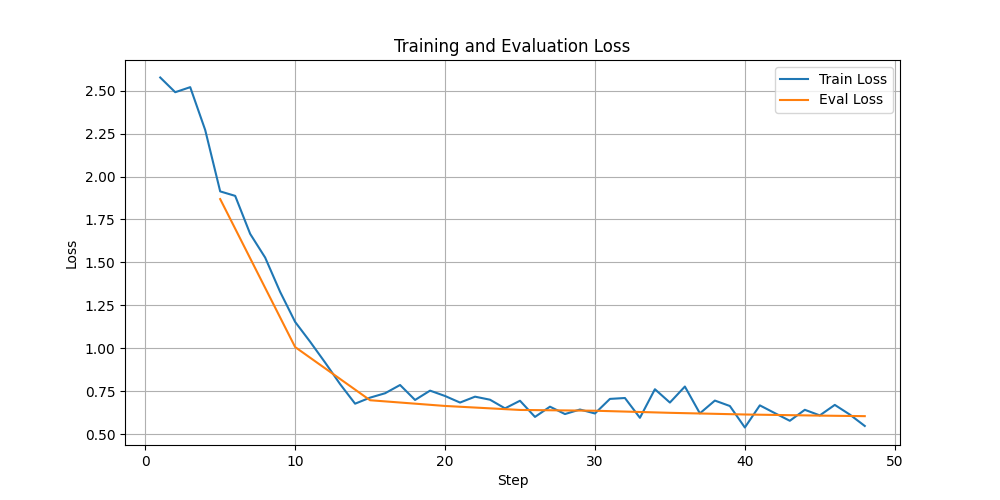 Training and Evaluation Loss
Train Loss
Eval Loss
2.50
2.25
2.00
1.75
1.50
1.25
1.00
0.75
0.50
Loss
0 10 20 30 40 50
Step